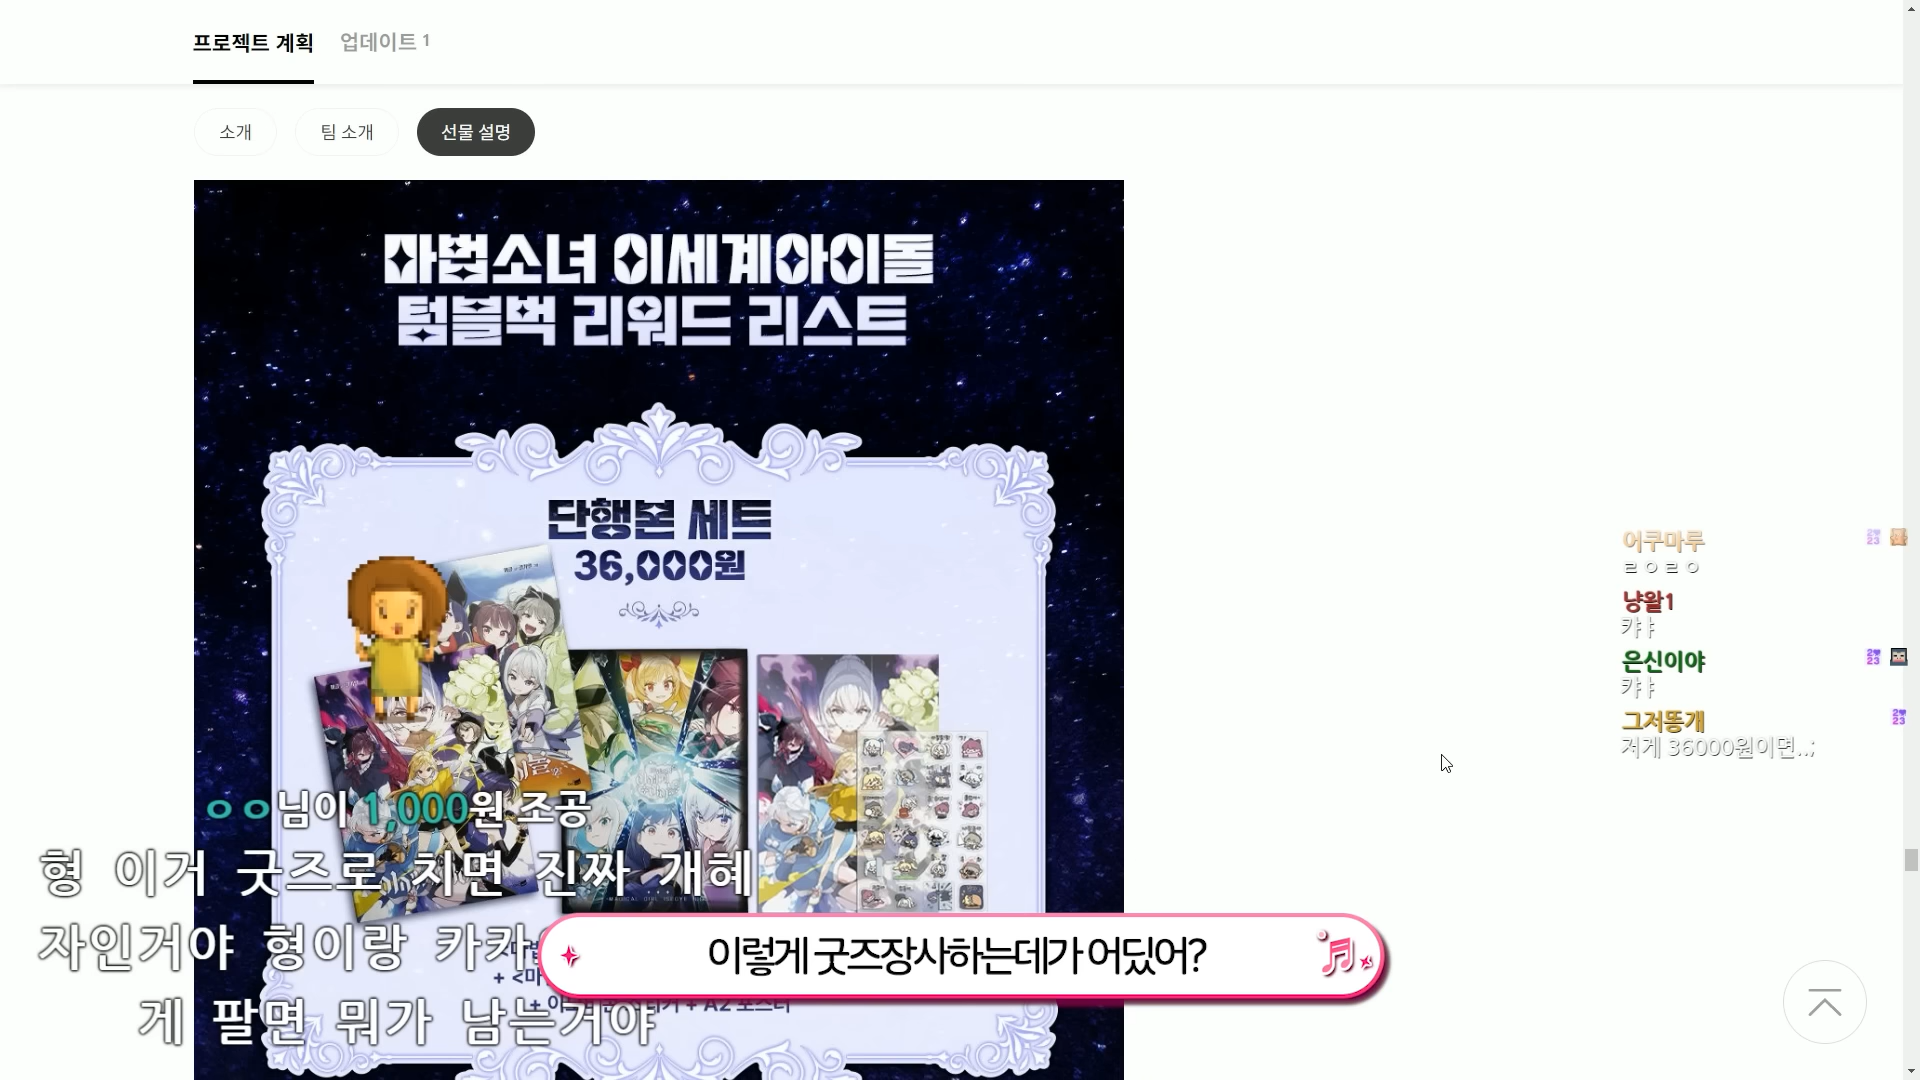 프로젝트 계획
업데이트 1
소개
팀 소개
선물 설명
마법소녀 이세계아이돌
텀블벅 리워드 리스트
단행본 세트
36,000원
어쿠마루
ㄹㅇㄹㅇ
냥왈1
캬ㅑ
은신이야
캬ㅑ
그저똥개
저게 36000원이면..;
ㅇㅇ님이 1,000원 조공
형 이거 굿즈로 치면 진짜 개혜
자인거야 형이랑 카카
게 팔면 뭐가 남는거야
이렇게 굿즈장사하는데가 어딨어?
+ <마
+ A2 포스터